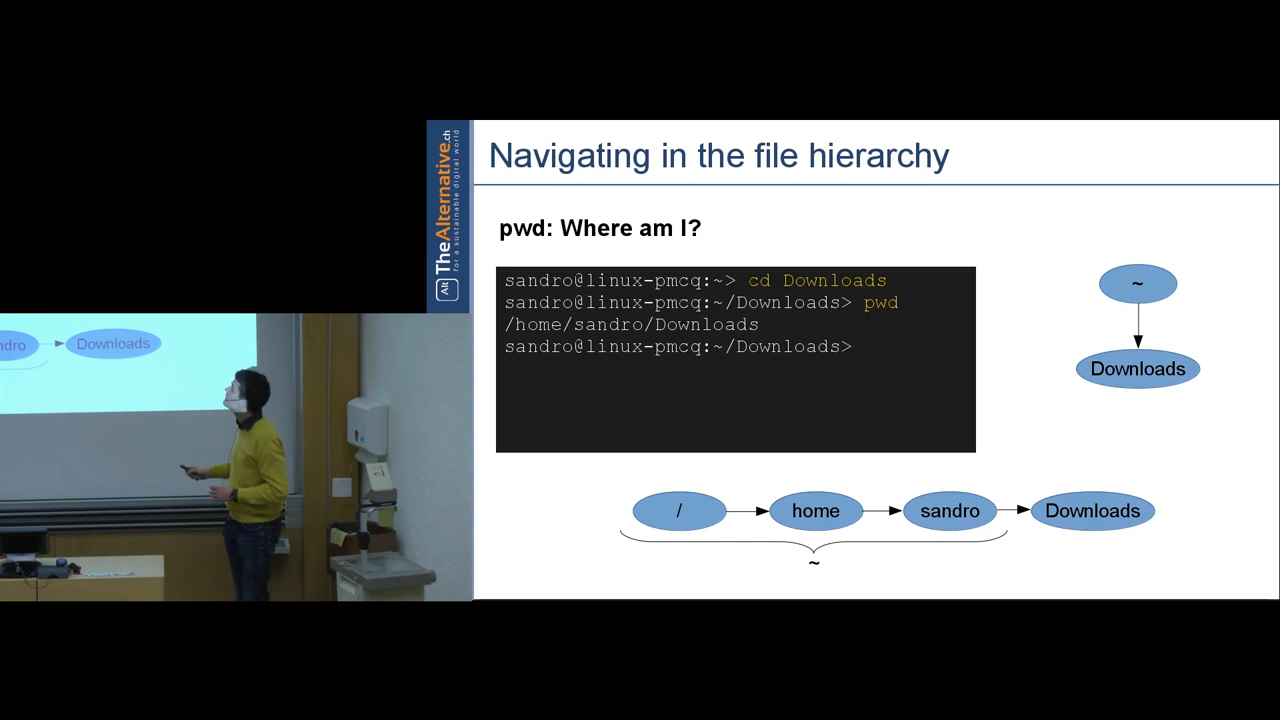 Navigating in the file hierarchy
Alt TheAlternative.ch
for a sustainable digital world
pwd: Where am I?
sandro@linux-pmcq:~> cd Downloads
sandro@linux-pmcq:~/Downloads> pwd
/home/sandro/Downloads
sandro@linux-pmcq:~/Downloads>
~
Downloads
/ home sandro Downloads
~
ndro Downloads